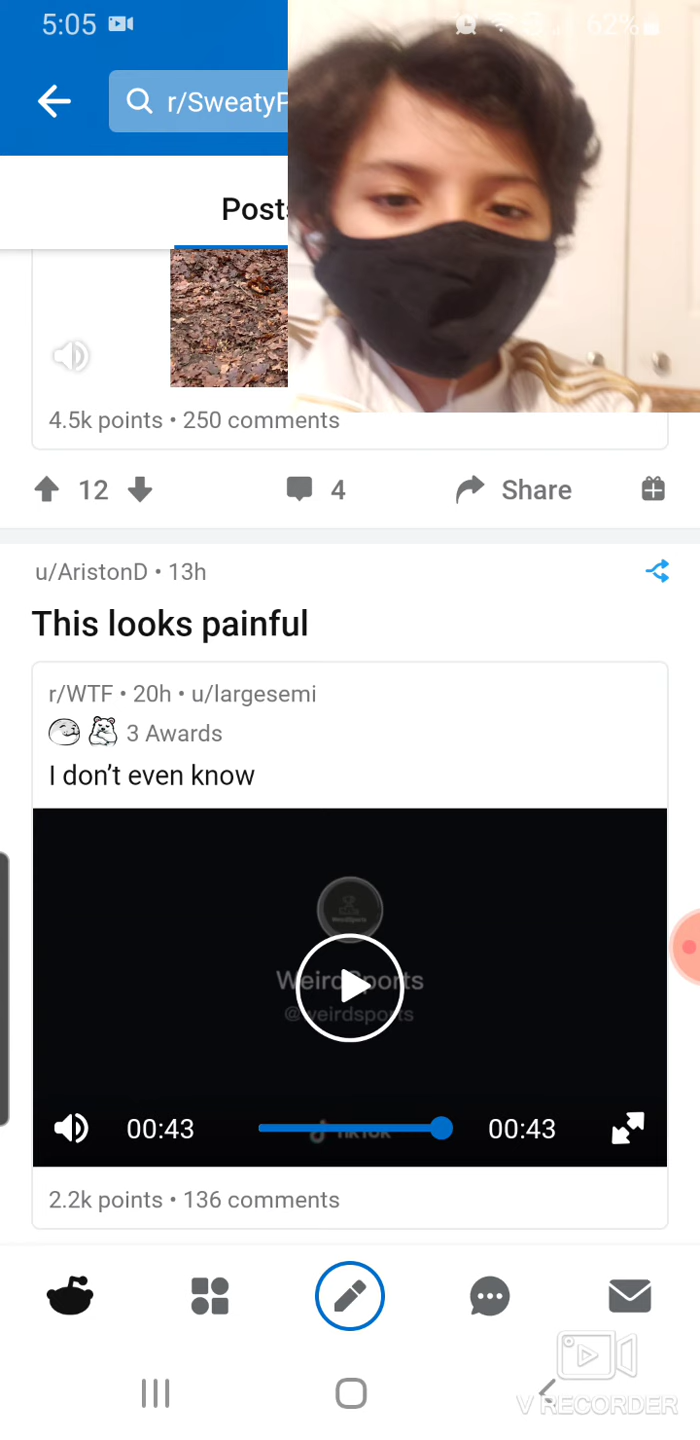 5:05
62%
r/SweatyP
Posts
4.5k points • 250 comments
12
4
Share
u/AristonD • 13h
This looks painful
r/WTF • 20h • u/largesemi
3 Awards
I don't even know
WeirdSports
@weirdsports
00:43
TikTok
00:43
2.2k points • 136 comments
V RECORDER